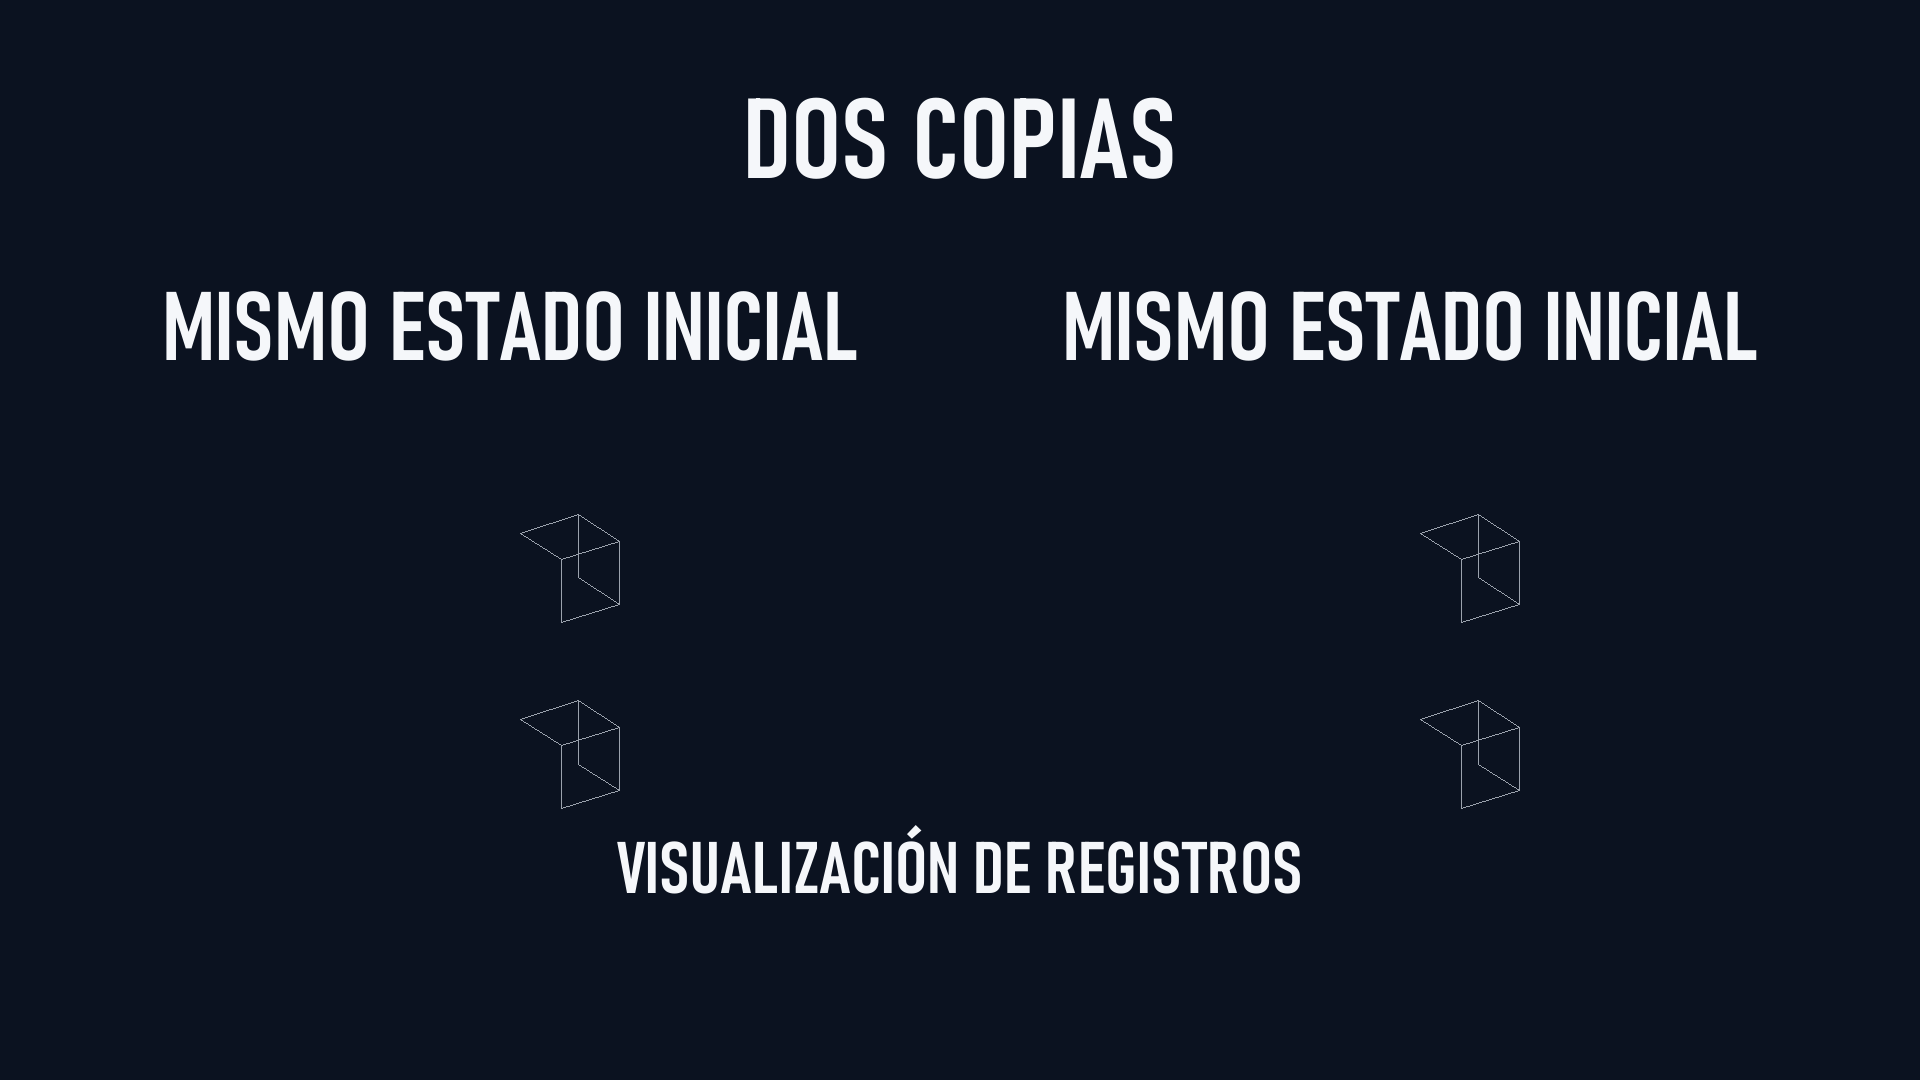 DOS COPIAS
MISMO ESTADO INICIAL
MISMO ESTADO INICIAL
VISUALIZACIÓN DE REGISTROS